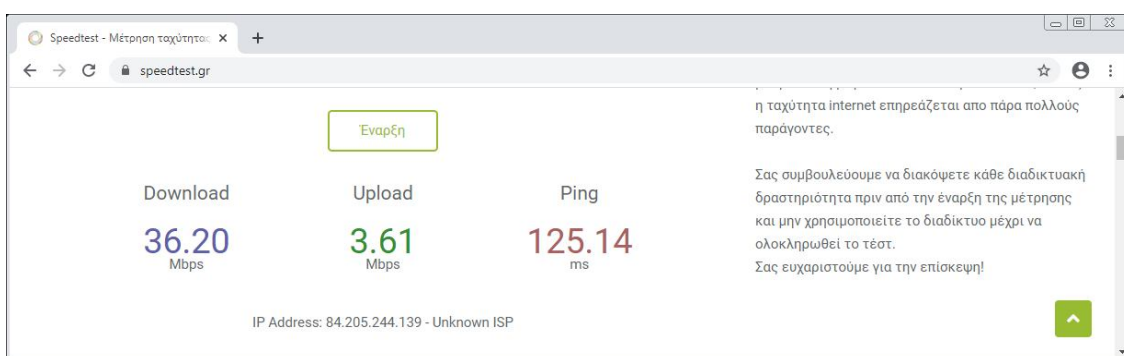 Speedtest - Μέτρηση ταχύτητας
speedtest.gr
Έναρξη
Download
Upload
Ping
36.20
3.61
125.14
Mbps
Mbps
ms
IP Address: 84.205.244.139 - Unknown ISP
η ταχύτητα internet επηρεάζεται απο πάρα πολλούς
παράγοντες.
Σας συμβουλεύουμε να διακόψετε κάθε διαδικτυακή
δραστηριότητα πριν από την έναρξη της μέτρησης
και μην χρησιμοποιείτε το διαδίκτυο μέχρι να
ολοκληρωθεί το τέστ.
Σας ευχαριστούμε για την επίσκεψη!